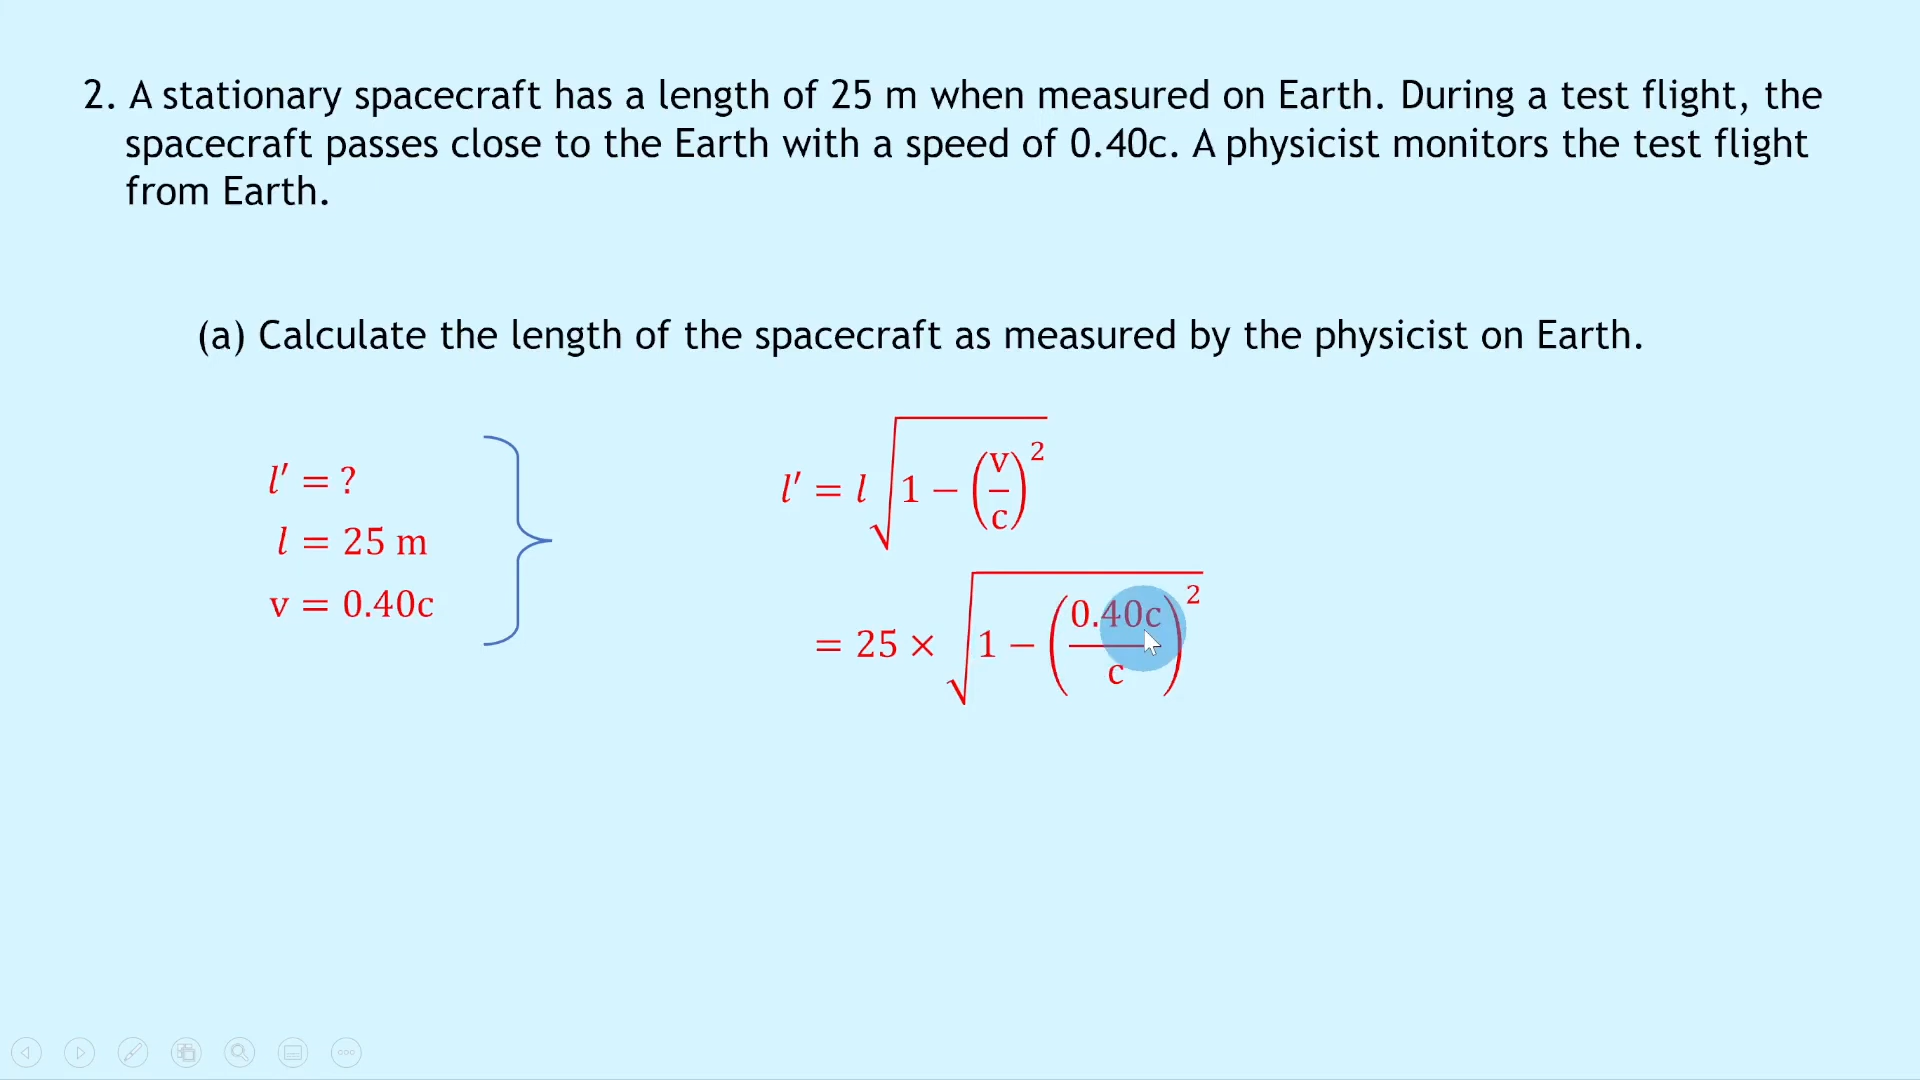 2. A stationary spacecraft has a length of 25 m when measured on Earth. During a test flight, the
spacecraft passes close to the Earth with a speed of 0.40c. A physicist monitors the test flight
from Earth.
(a) Calculate the length of the spacecraft as measured by the physicist on Earth.
l′ = ?
l = 25 m
v = 0.40c
l′ = l√(1 − (v/c)²)
= 25 × √(1 − (0.40c/c)²)